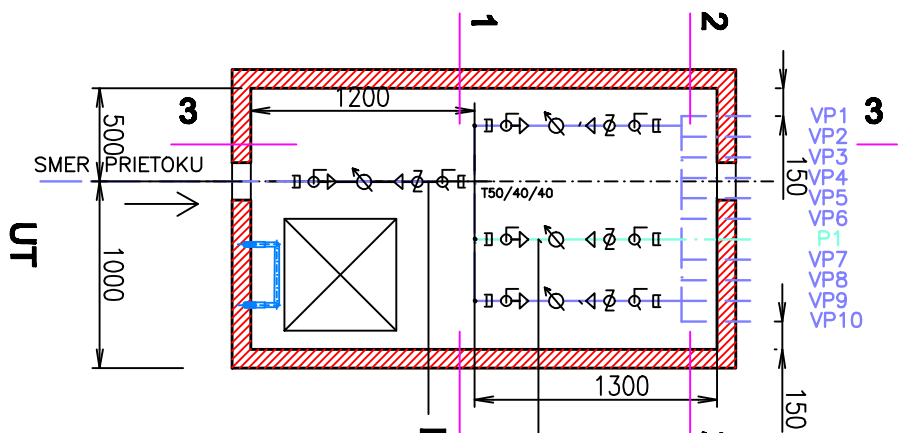 1
2
3
1200
VP1
VP2
VP3
VP4
VP5
VP6
P1
VP7
VP8
VP9
VP10
3
500
150
SMER PRIETOKU
T50/40/40
UT
1000
1300
150